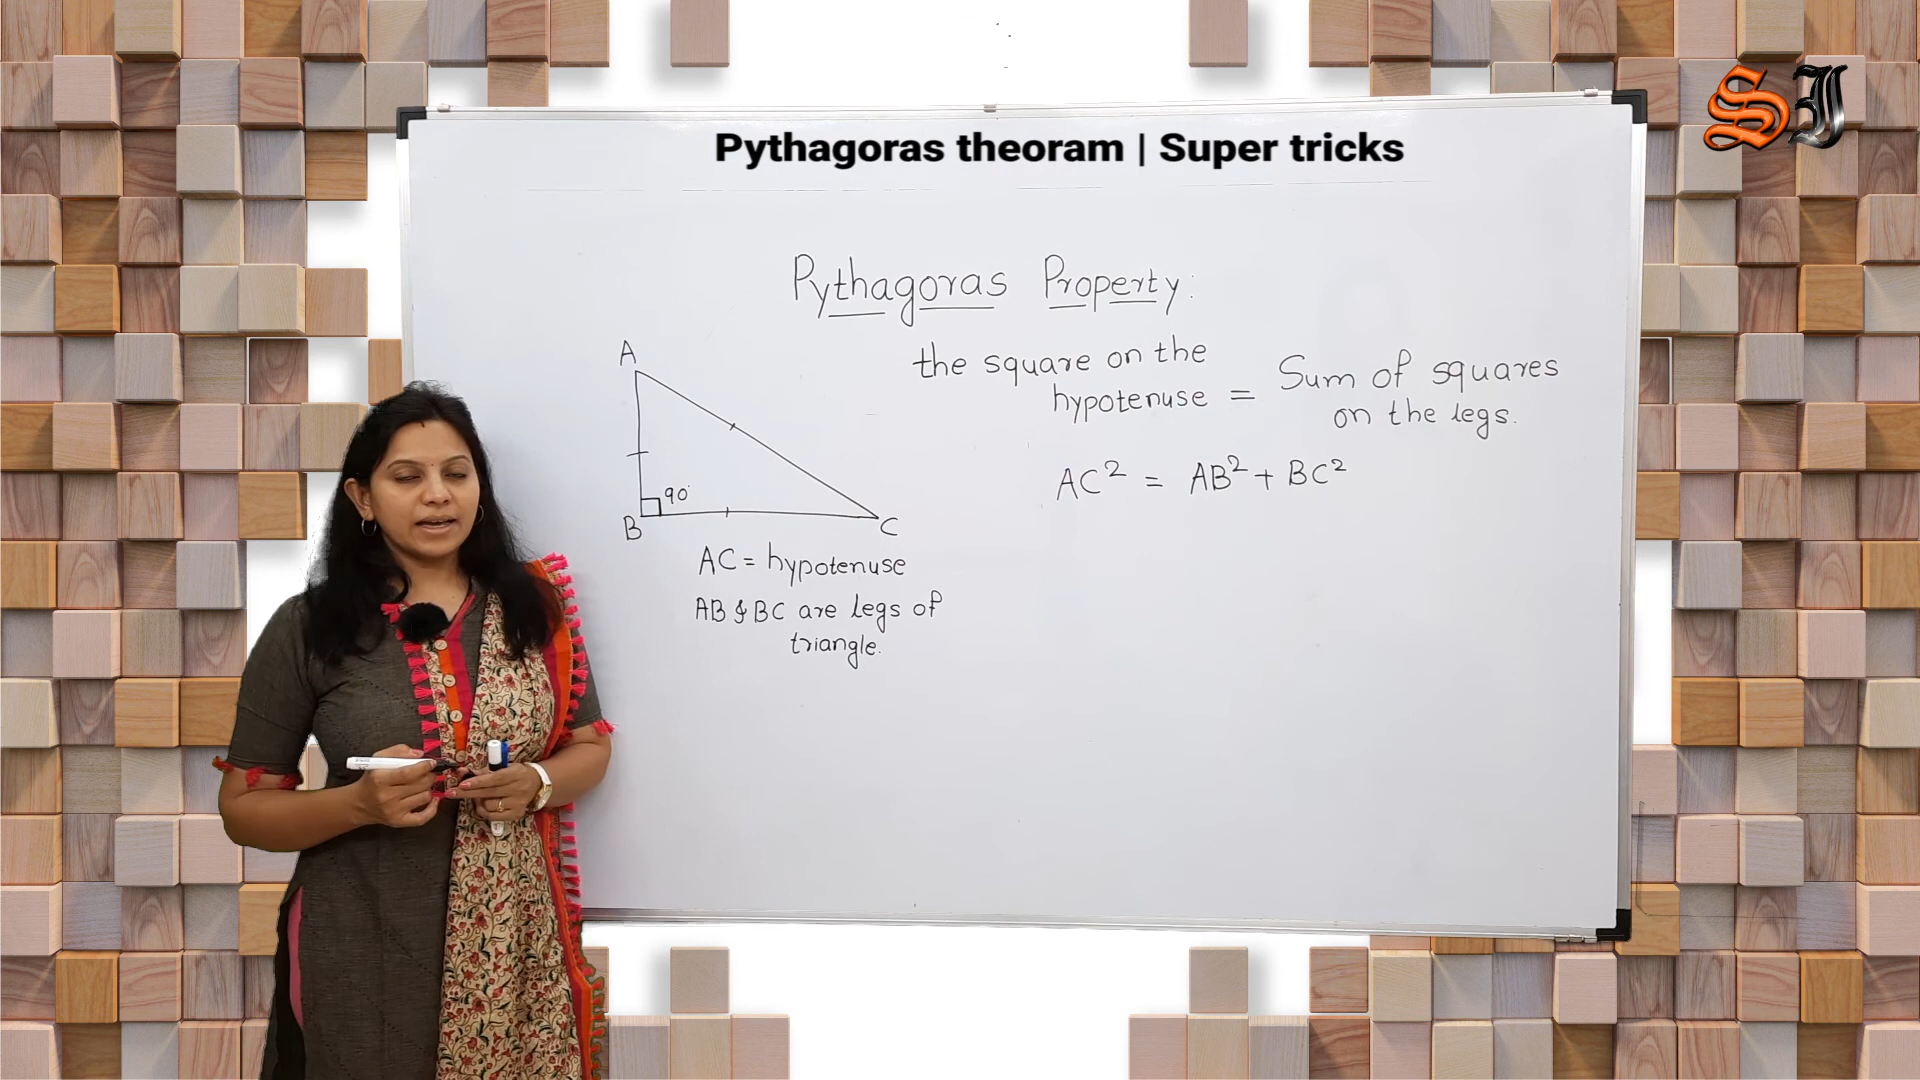 SJ
Pythagoras theoram | Super tricks
Pythagoras Property:
the square on the
hypotenuse = Sum of squares
on the legs.
AC² = AB² + BC²
A
90°
B
C
AC = hypotenuse
AB & BC are legs of
triangle.